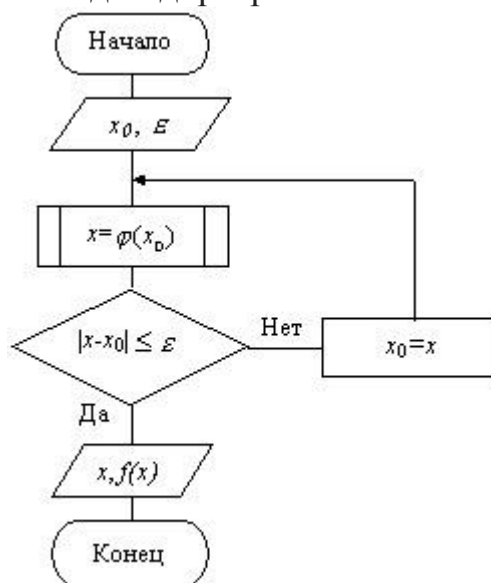 Начало
x₀, ε
x=φ(x₀)
|x-x₀| ≤ ε
Нет
x₀=x
Да
x,f(x)
Конец